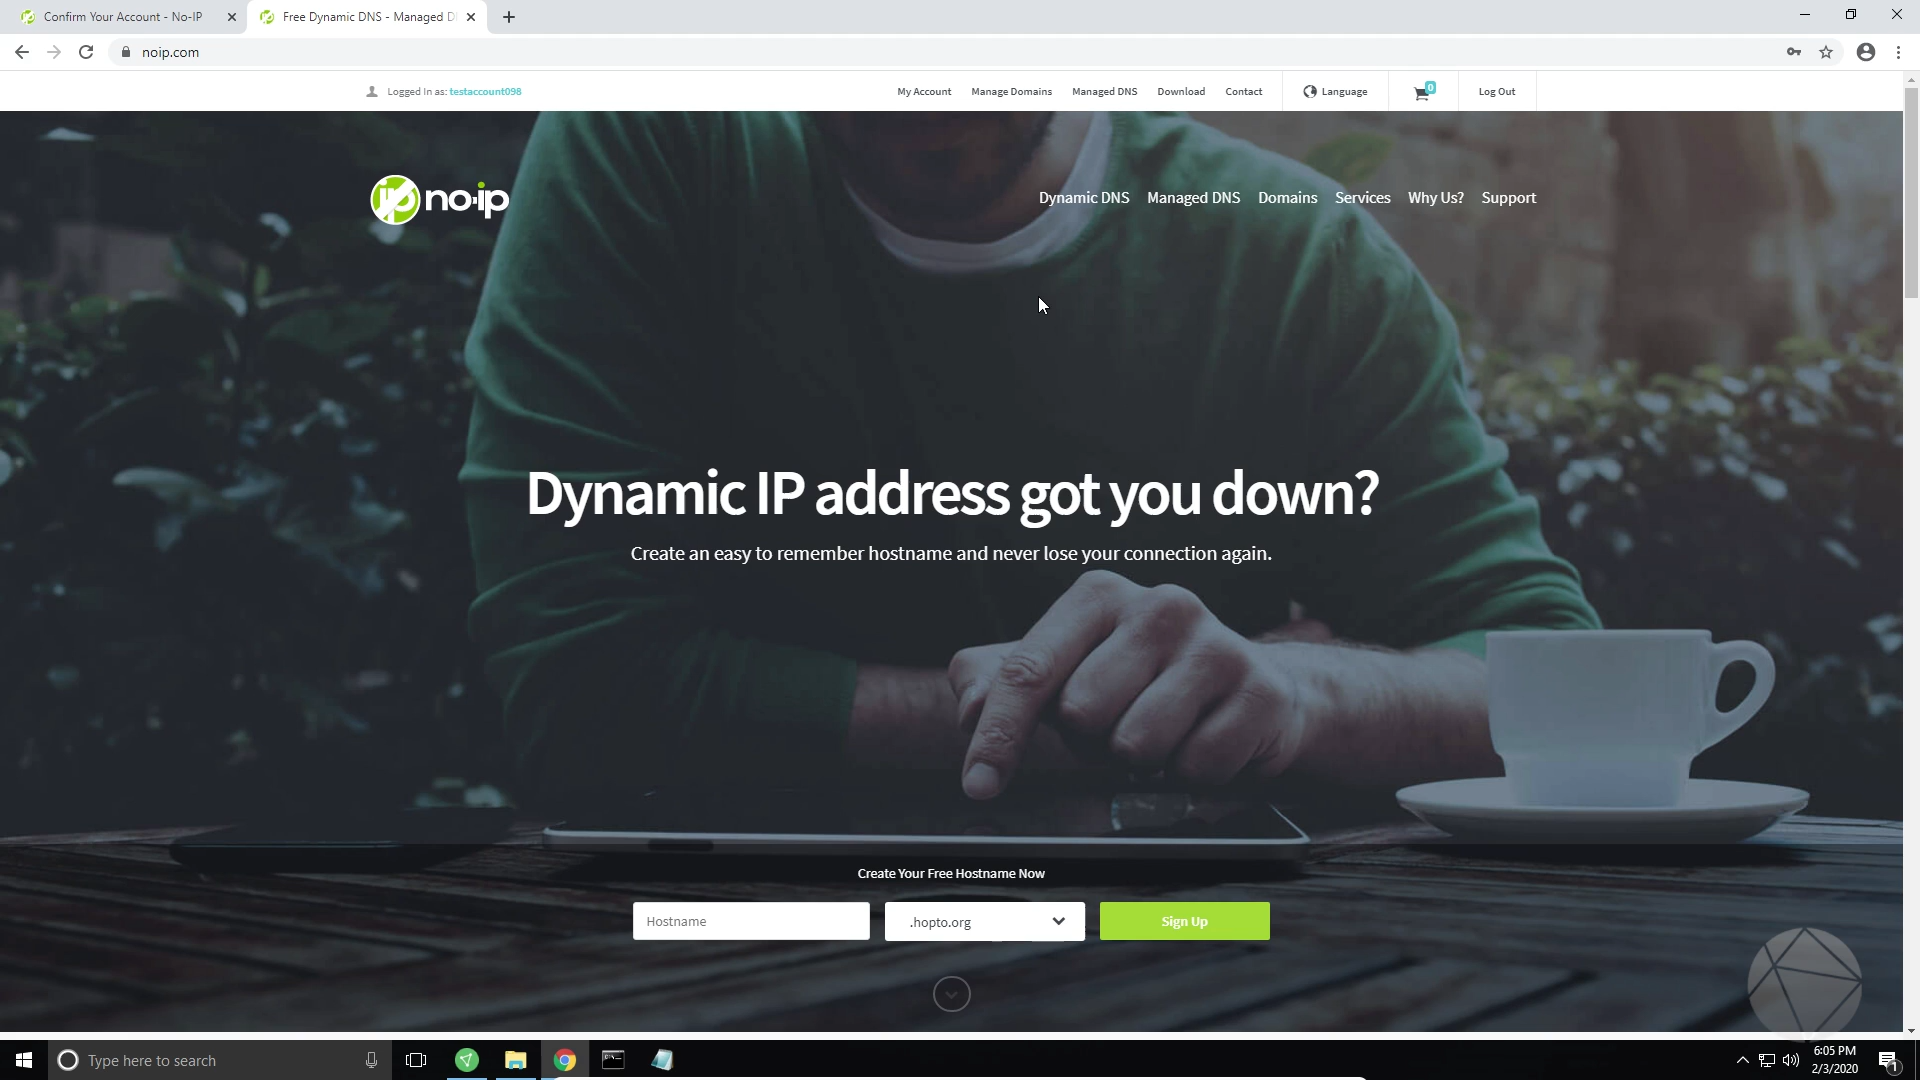 Confirm Your Account - No-IP
Free Dynamic DNS - Managed D
noip.com
Logged In as: testaccount098
My Account
Manage Domains
Managed DNS
Download
Contact
Language
0
Log Out
no-ip
Dynamic DNS
Managed DNS
Domains
Services
Why Us?
Support
Dynamic IP address got you down?
Create an easy to remember hostname and never lose your connection again.
Create Your Free Hostname Now
Hostname
.hopto.org
Sign Up
Type here to search
6:05 PM
2/3/2020
1